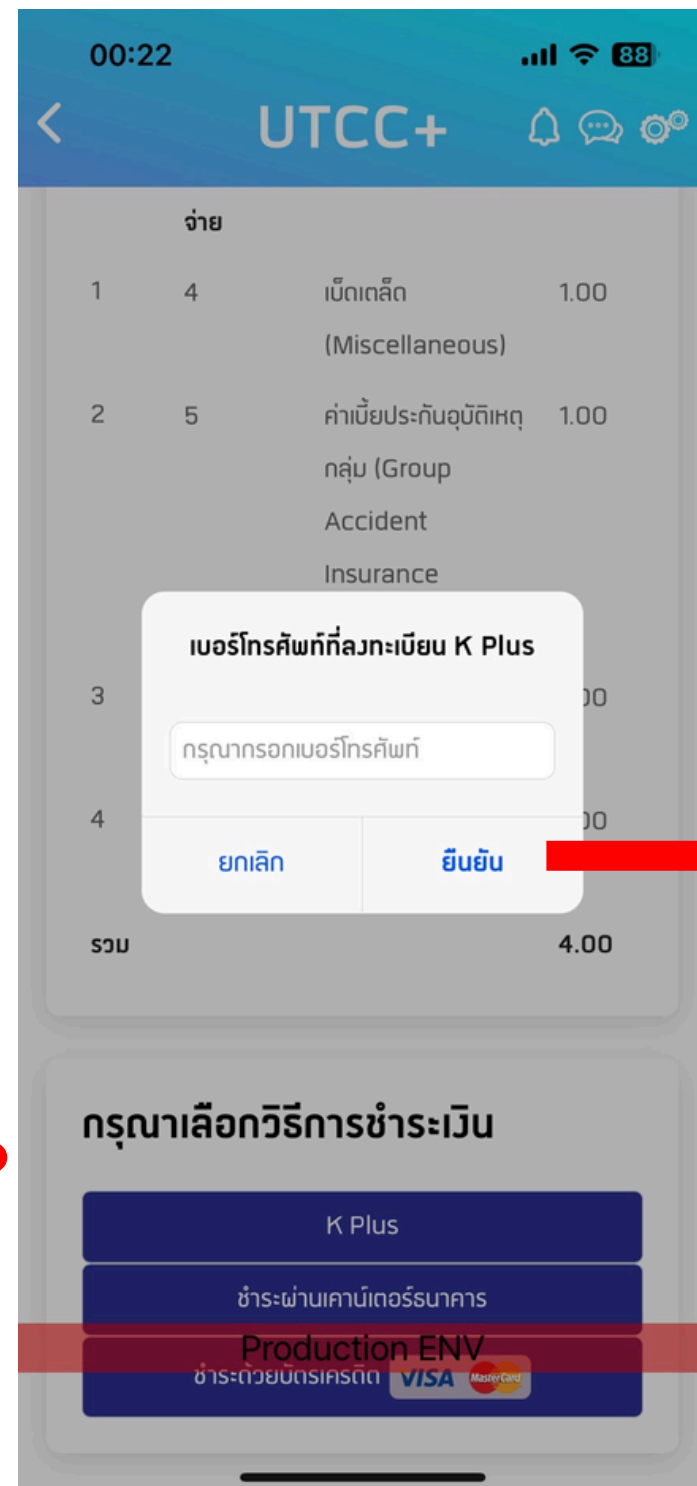 00:22 88
UTCC+
จ่าย
1 4 เบ็ดเตล็ด 1.00
(Miscellaneous)
2 5 ค่าเบี้ยประกันอุบัติเหตุ 1.00
กลุ่ม (Group
Accident
Insurance
เบอร์โทรศัพท์ที่ลงทะเบียน K Plus
3 00
กรุณากรอกเบอร์โทรศัพท์
4 00
ยกเลิก ยืนยัน
รวม 4.00
กรุณาเลือกวิธีการชำระเงิน
K Plus
ชำระผ่านเคาน์เตอร์ธนาคาร
Production ENV
ชำระด้วยบัตรเครดิต VISA MasterCard